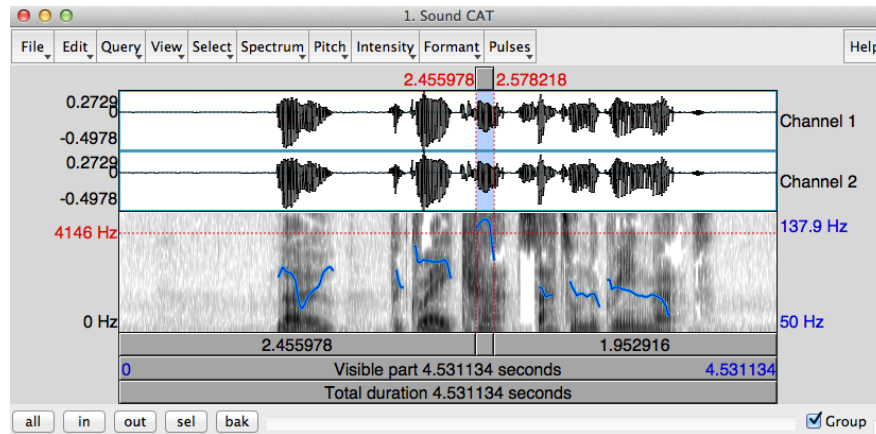 1. Sound CAT
File Edit Query View Select Spectrum Pitch Intensity Formant Pulses Help
2.455978 2.578218
0.2729
0
-0.4978
Channel 1
0.2729
0
-0.4978
Channel 2
4146 Hz
137.9 Hz
0 Hz
50 Hz
2.455978 1.952916
0 Visible part 4.531134 seconds 4.531134
Total duration 4.531134 seconds
all in out sel bak Group